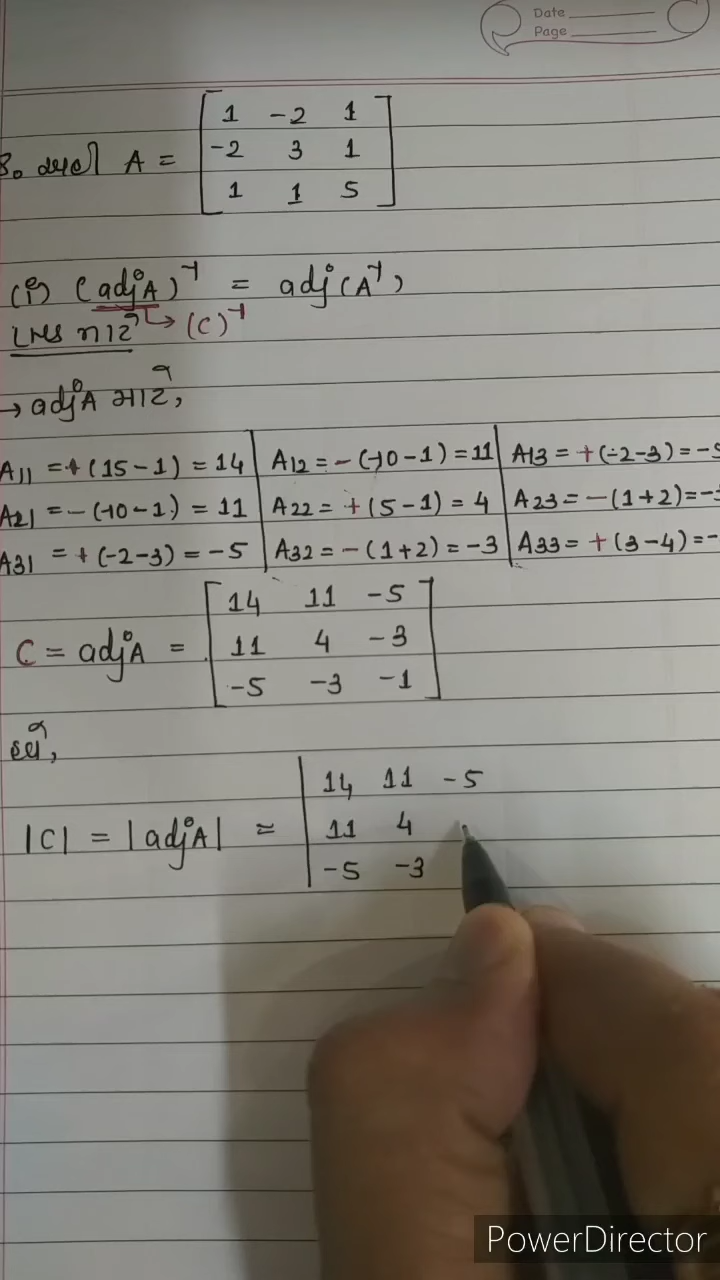 Date
Page
A = [ 1 -2 1
-2 3 1
1 1 5 ]
(i) (adjA)⁻¹ = adj(A⁻¹)
→ (C)⁻¹
→ adjA માટે,
A11 = +(15-1) = 14 | A12 = -(-10-1) = 11 | A13 = +(-2-3) = -5
A21 = -(-10-1) = 11 | A22 = +(5-1) = 4 | A23 = -(1+2) = -3
A31 = +(-2-3) = -5 | A32 = -(1+2) = -3 | A33 = +(3-4) = -
C = adjA = [ 14 11 -5
11 4 -3
-5 -3 -1 ]
હવે,
|C| = |adjA| = | 14 11 -5
11 4
-5 -3
PowerDirector